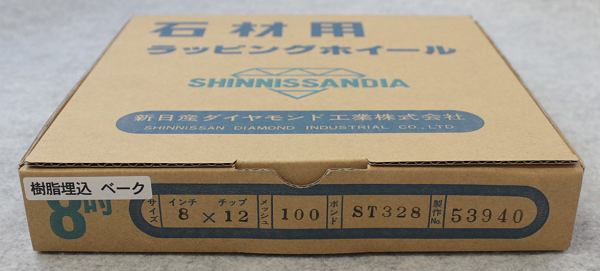 石材用
ラッピングホイール
SHINNISSANDIA
新日産ダイヤモンド工業株式会社
SHINNISSAN DIAMOND INDUSTRIAL CO., LTD.
樹脂埋込 ベーク
8吋
サイズ 8インチ × 12チップ メッシュ 100 ボンド ST328 製作No. 53940